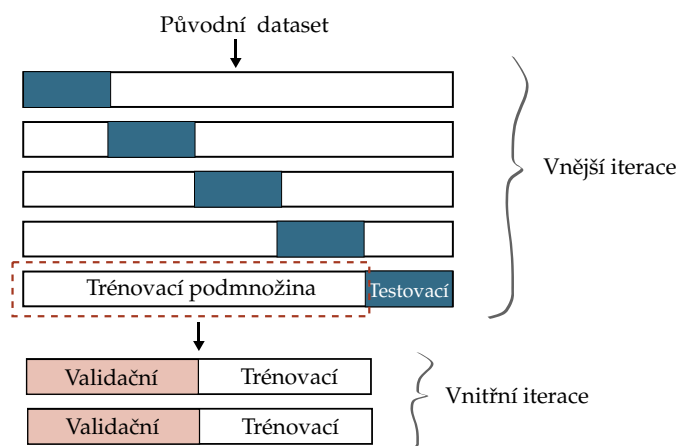 Původní dataset
Vnější iterace
Trénovací podmnožina
Testovací
Validační
Trénovací
Vnitřní iterace
Validační
Trénovací